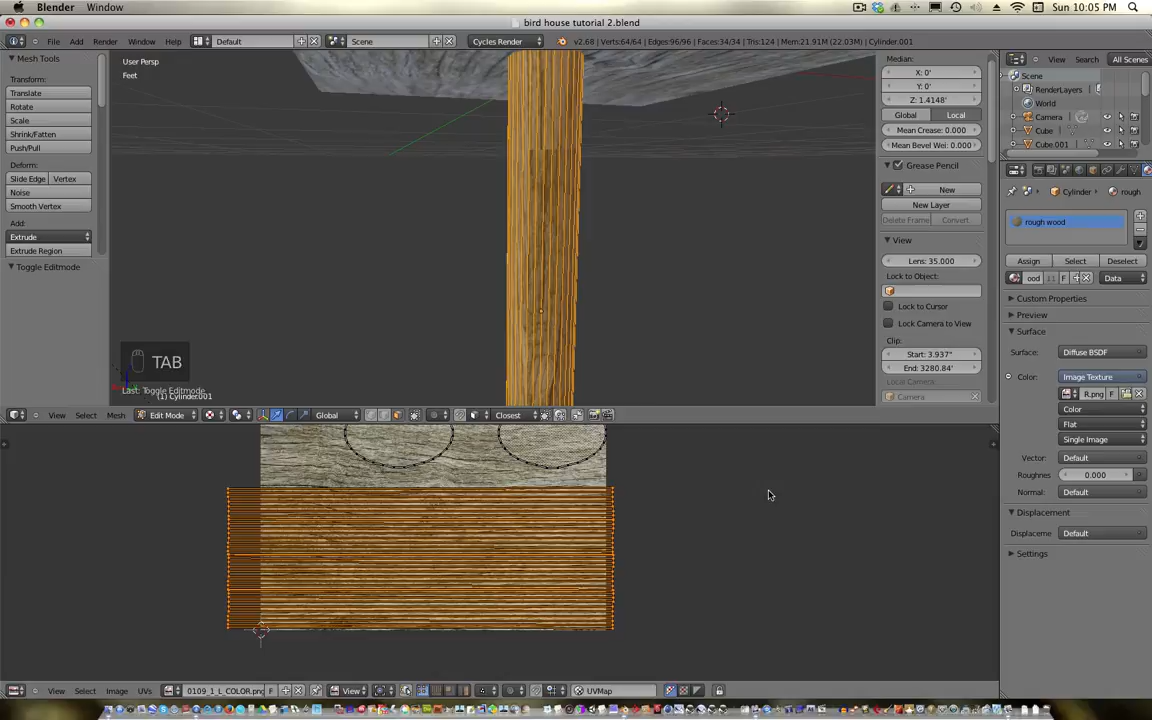 Blender Window Sun 10:05 PM
bird house tutorial 2.blend
File Add Render Window Help Default Scene Cycles Render v2.68 | Verts:64/64 | Edges:96/96 | Faces:34/34 | Tris:124 | Mem:21.91M (22.03M) | Cylinder.001 View Search All Scenes
Mesh Tools
Transform:
Translate
Rotate
Scale
Shrink/Fatten
Push/Pull
Deform:
Slide Edge Vertex
Noise
Smooth Vertex
Add:
Extrude
Extrude Region
Toggle Editmode
User Persp
Feet
TAB
Last: Toggle Editmode
(1) Cylinder.001
Median:
X: 0'
Y: 0'
Z: 1.4148'
Global Local
Mean Crease: 0.000
Mean Bevel Wei: 0.000
Grease Pencil
New
New Layer
Delete Frame Convert
View
Lens: 35.000
Lock to Object:
Lock to Cursor
Lock Camera to View
Clip:
Start: 3.937"
End: 3280.84'
Local Camera:
Camera
Scene
RenderLayers
World
Camera
Cube
Cube.001
Cylinder rough
rough wood
Assign Select Deselect
ood 11 F Data
Custom Properties
Preview
Surface
Surface: Diffuse BSDF
Color: Image Texture
R.png F
Color
Flat
Single Image
Vector: Default
Roughnes 0.000
Normal: Default
Displacement
Displaceme Default
Settings
View Select Mesh Edit Mode Global Closest
View Select Image UVs 0109_1_L_COLOR.png F View UVMap